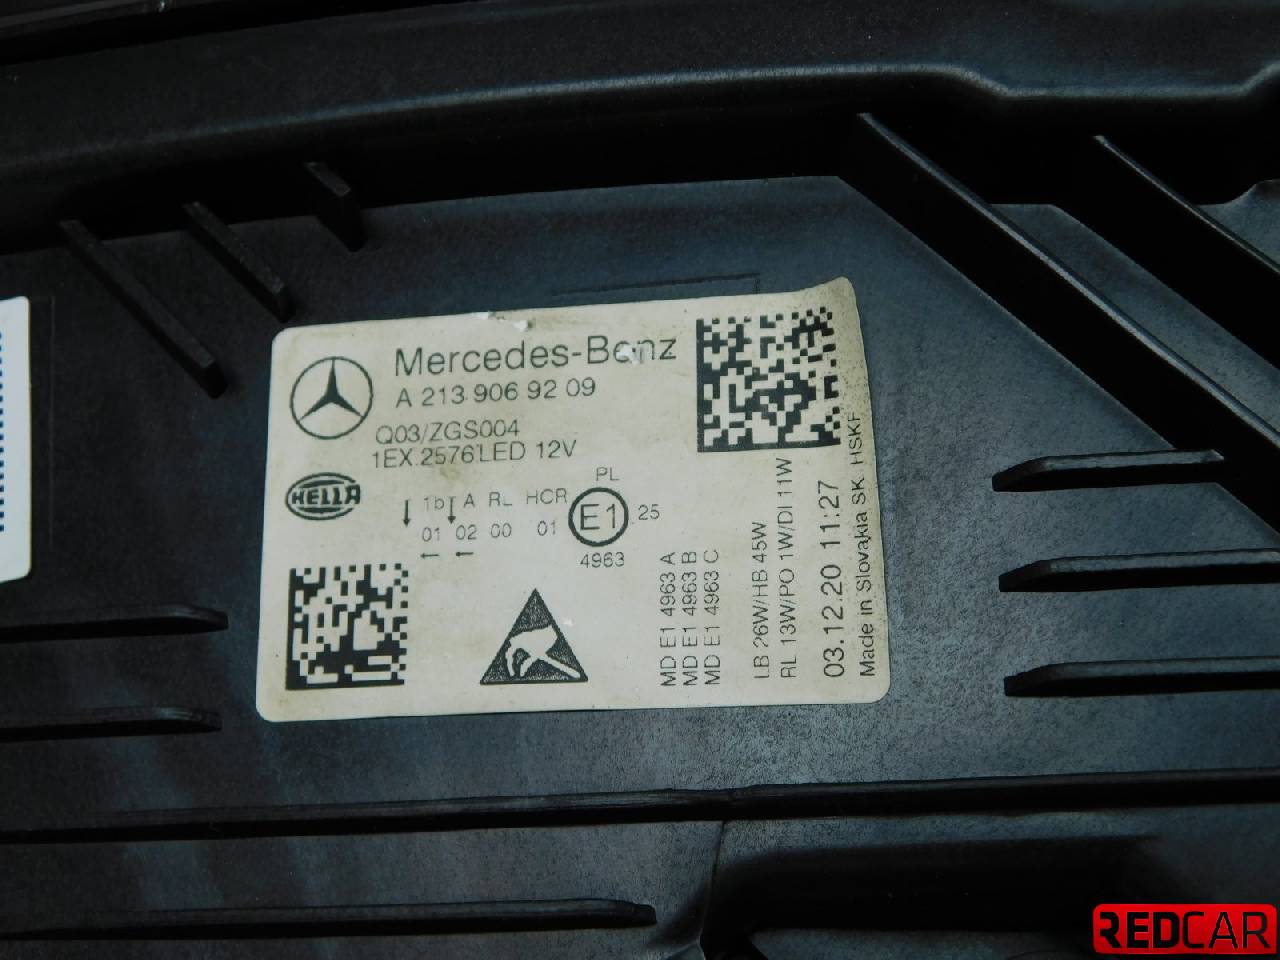 Mercedes-Benz
A 213 906 92 09
Q03/ZGS004
1EX.2576 LED 12V
HELLA
1b A RL HCR PL
01 02 00 01 E1 25
4963
MD E1 4963 A
MD E1 4963 B
MD E1 4963 C
LB 26W/HB 45W
RL 13W/PO 1W/DI 11W
03.12.20 11:27
Made in Slovakia SK. HSKF
REDCAR